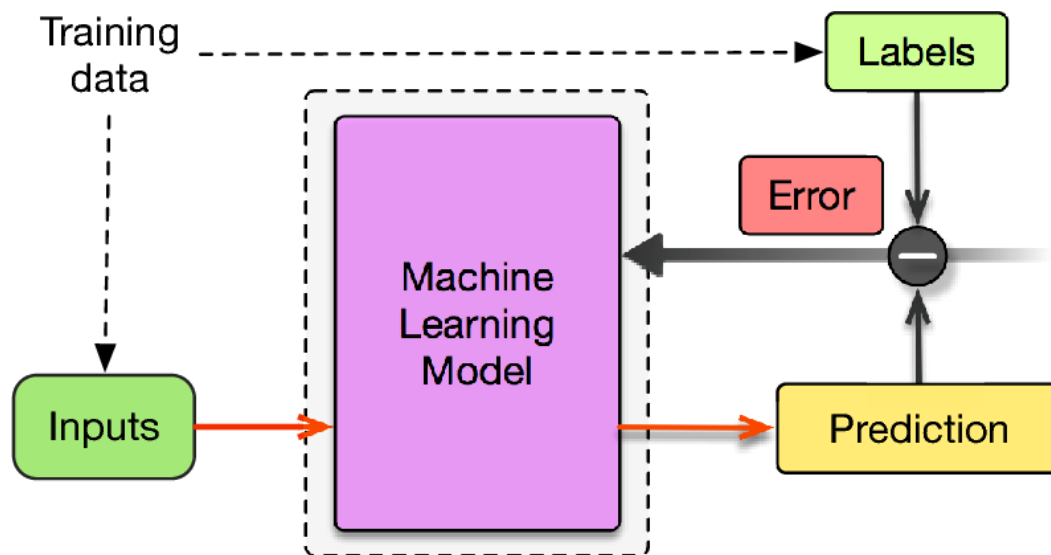 Training
data
Labels
Error
Machine
Learning
Model
Inputs
Prediction